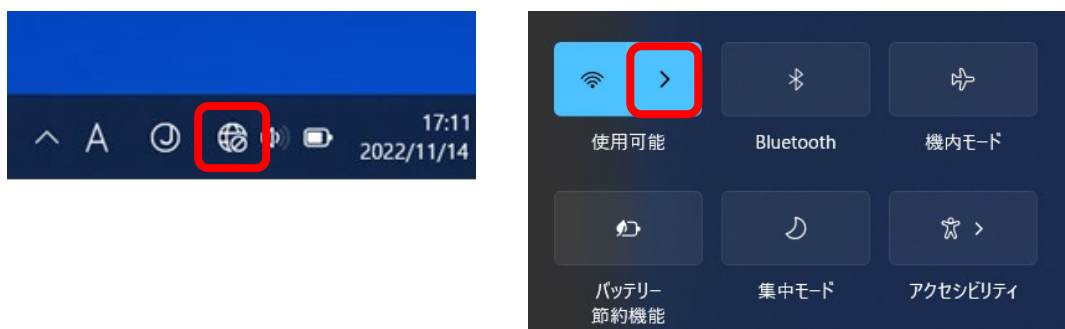 A
17:11
2022/11/14
使用可能
Bluetooth
機内モード
バッテリー
節約機能
集中モード
アクセシビリティ